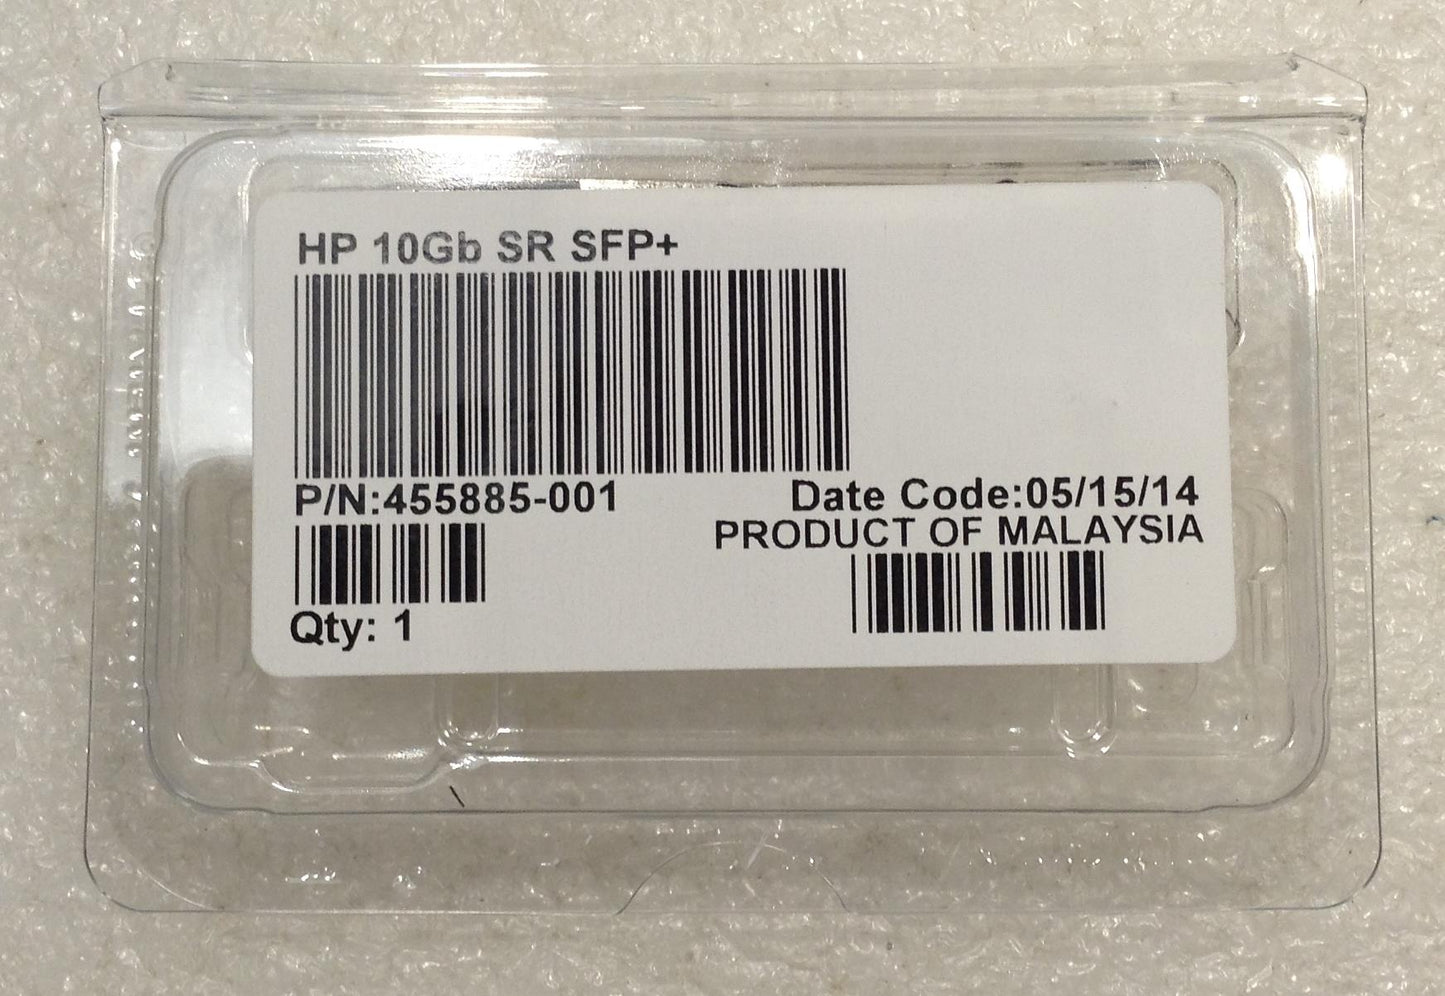 HP 10Gb SR SFP+
P/N:455885-001
Date Code:05/15/14
PRODUCT OF MALAYSIA
Qty: 1